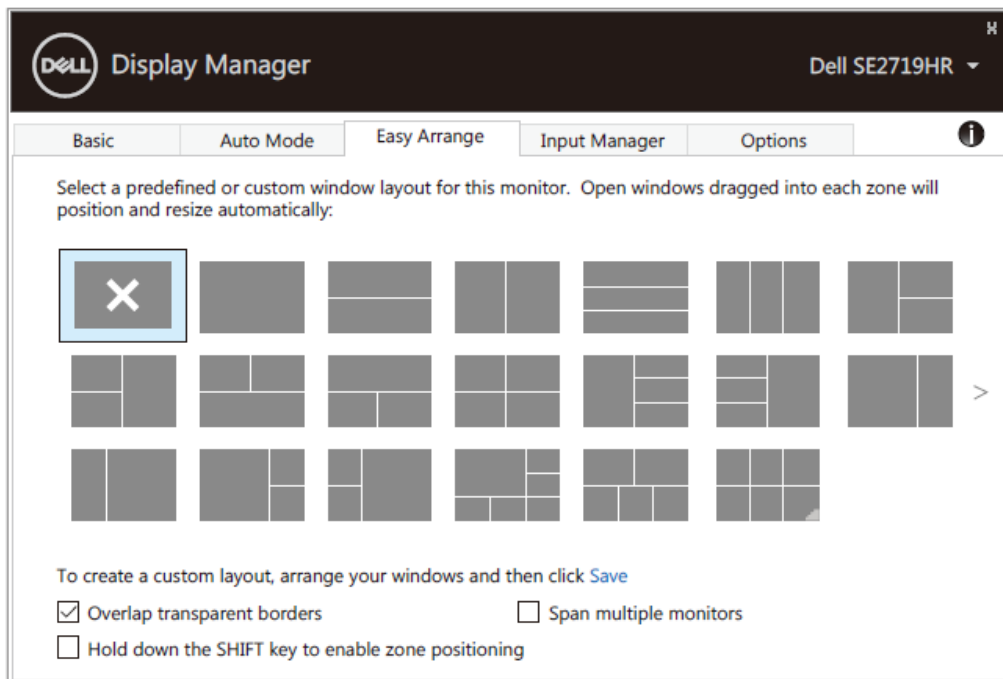 DELL Display Manager
Dell SE2719HR
Basic Auto Mode Easy Arrange Input Manager Options
Select a predefined or custom window layout for this monitor. Open windows dragged into each zone will
position and resize automatically:
To create a custom layout, arrange your windows and then click Save
Overlap transparent borders
Span multiple monitors
Hold down the SHIFT key to enable zone positioning